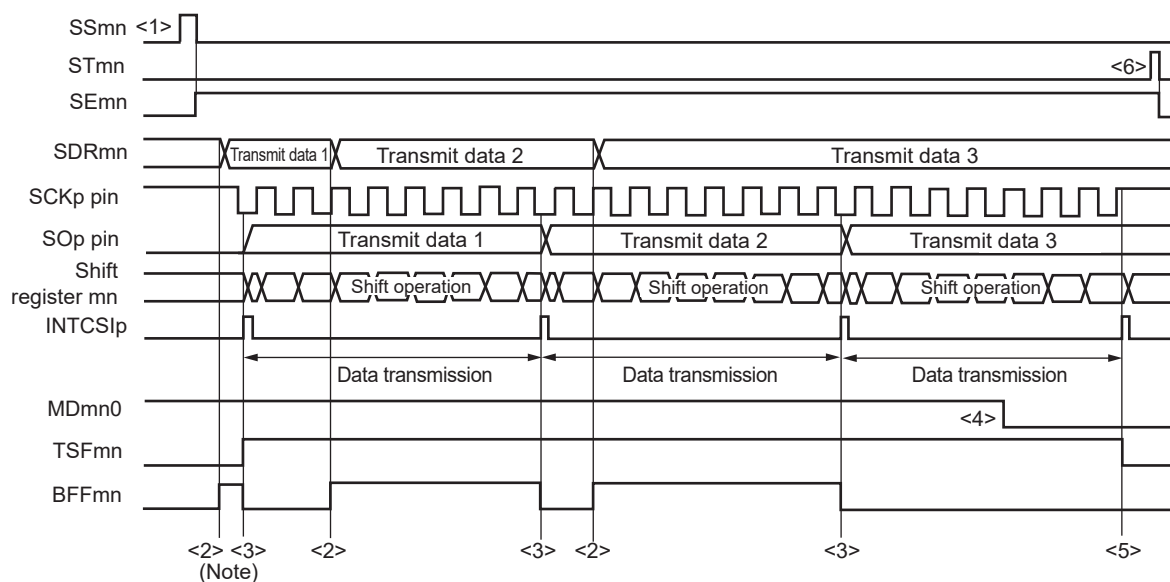 SSmn <1>
STmn <6>
SEmn
SDRmn Transmit data 1 Transmit data 2 Transmit data 3
SCKp pin
SOp pin Transmit data 1 Transmit data 2 Transmit data 3
Shift
register mn Shift operation Shift operation Shift operation
INTCSIp
Data transmission Data transmission Data transmission
MDmn0 <4>
TSFmn
BFFmn
<2> <3> <2> <3> <2> <3> <5>
(Note)